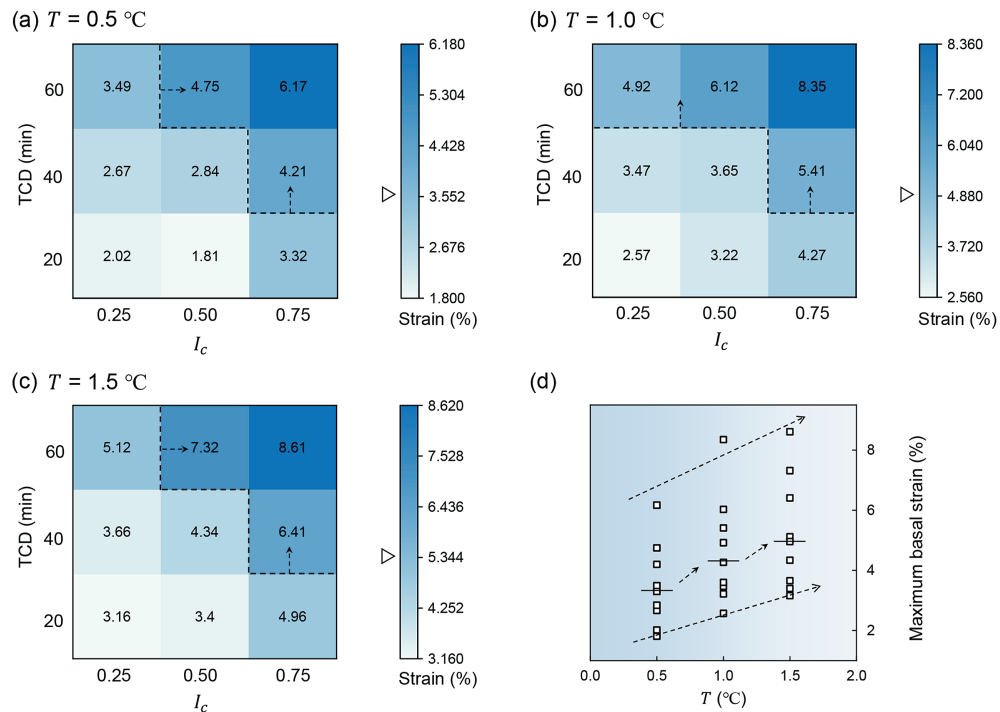 (a) T = 0.5 ℃
TCD (min)
60 3.49 4.75 6.17
40 2.67 2.84 4.21
20 2.02 1.81 3.32
0.25 0.50 0.75
I_c
6.180
5.304
4.428
3.552
2.676
1.800
Strain (%)
(b) T = 1.0 ℃
TCD (min)
60 4.92 6.12 8.35
40 3.47 3.65 5.41
20 2.57 3.22 4.27
0.25 0.50 0.75
I_c
8.360
7.200
6.040
4.880
3.720
2.560
Strain (%)
(c) T = 1.5 ℃
TCD (min)
60 5.12 7.32 8.61
40 3.66 4.34 6.41
20 3.16 3.4 4.96
0.25 0.50 0.75
I_c
8.620
7.528
6.436
5.344
4.252
3.160
Strain (%)
(d)
8
6
4
2
Maximum basal strain (%)
0.0 0.5 1.0 1.5 2.0
T (℃)